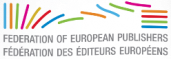 FEDERATION OF EUROPEAN PUBLISHERS
FÉDÉRATION DES ÉDITEURS EUROPÉENS